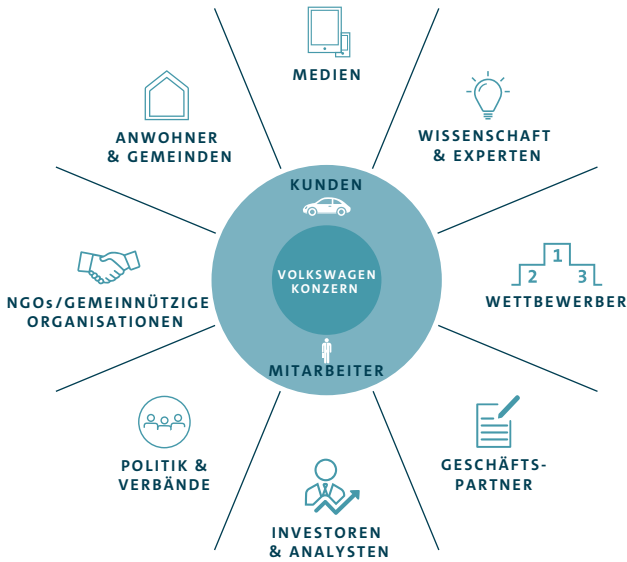 MEDIEN
WISSENSCHAFT
& EXPERTEN
1
2
3
WETTBEWERBER
GESCHÄFTS-
PARTNER
INVESTOREN
& ANALYSTEN
POLITIK &
VERBÄNDE
NGOs/GEMEINNÜTZIGE
ORGANISATIONEN
ANWOHNER
& GEMEINDEN
KUNDEN
VOLKSWAGEN
KONZERN
MITARBEITER